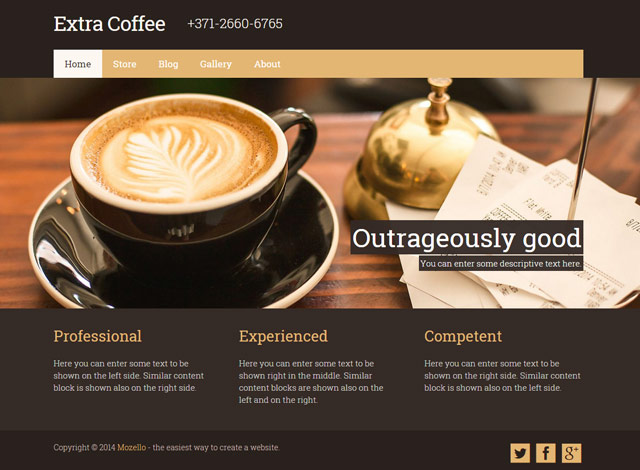 Extra Coffee +371-2660-6765
Home Store Blog Gallery About
Outrageously good
You can enter some descriptive text here.
Professional
Here you can enter some text to be
shown on the left side. Similar content
block is shown also on the right side.
Experienced
Here you can enter some text to be
shown right in the middle. Similar
content blocks are shown also on the
left and on the right.
Competent
Here you can enter some text to be
shown on the right side. Similar content
block is shown also on the left side.
Copyright © 2014 Mozello - the easiest way to create a website.